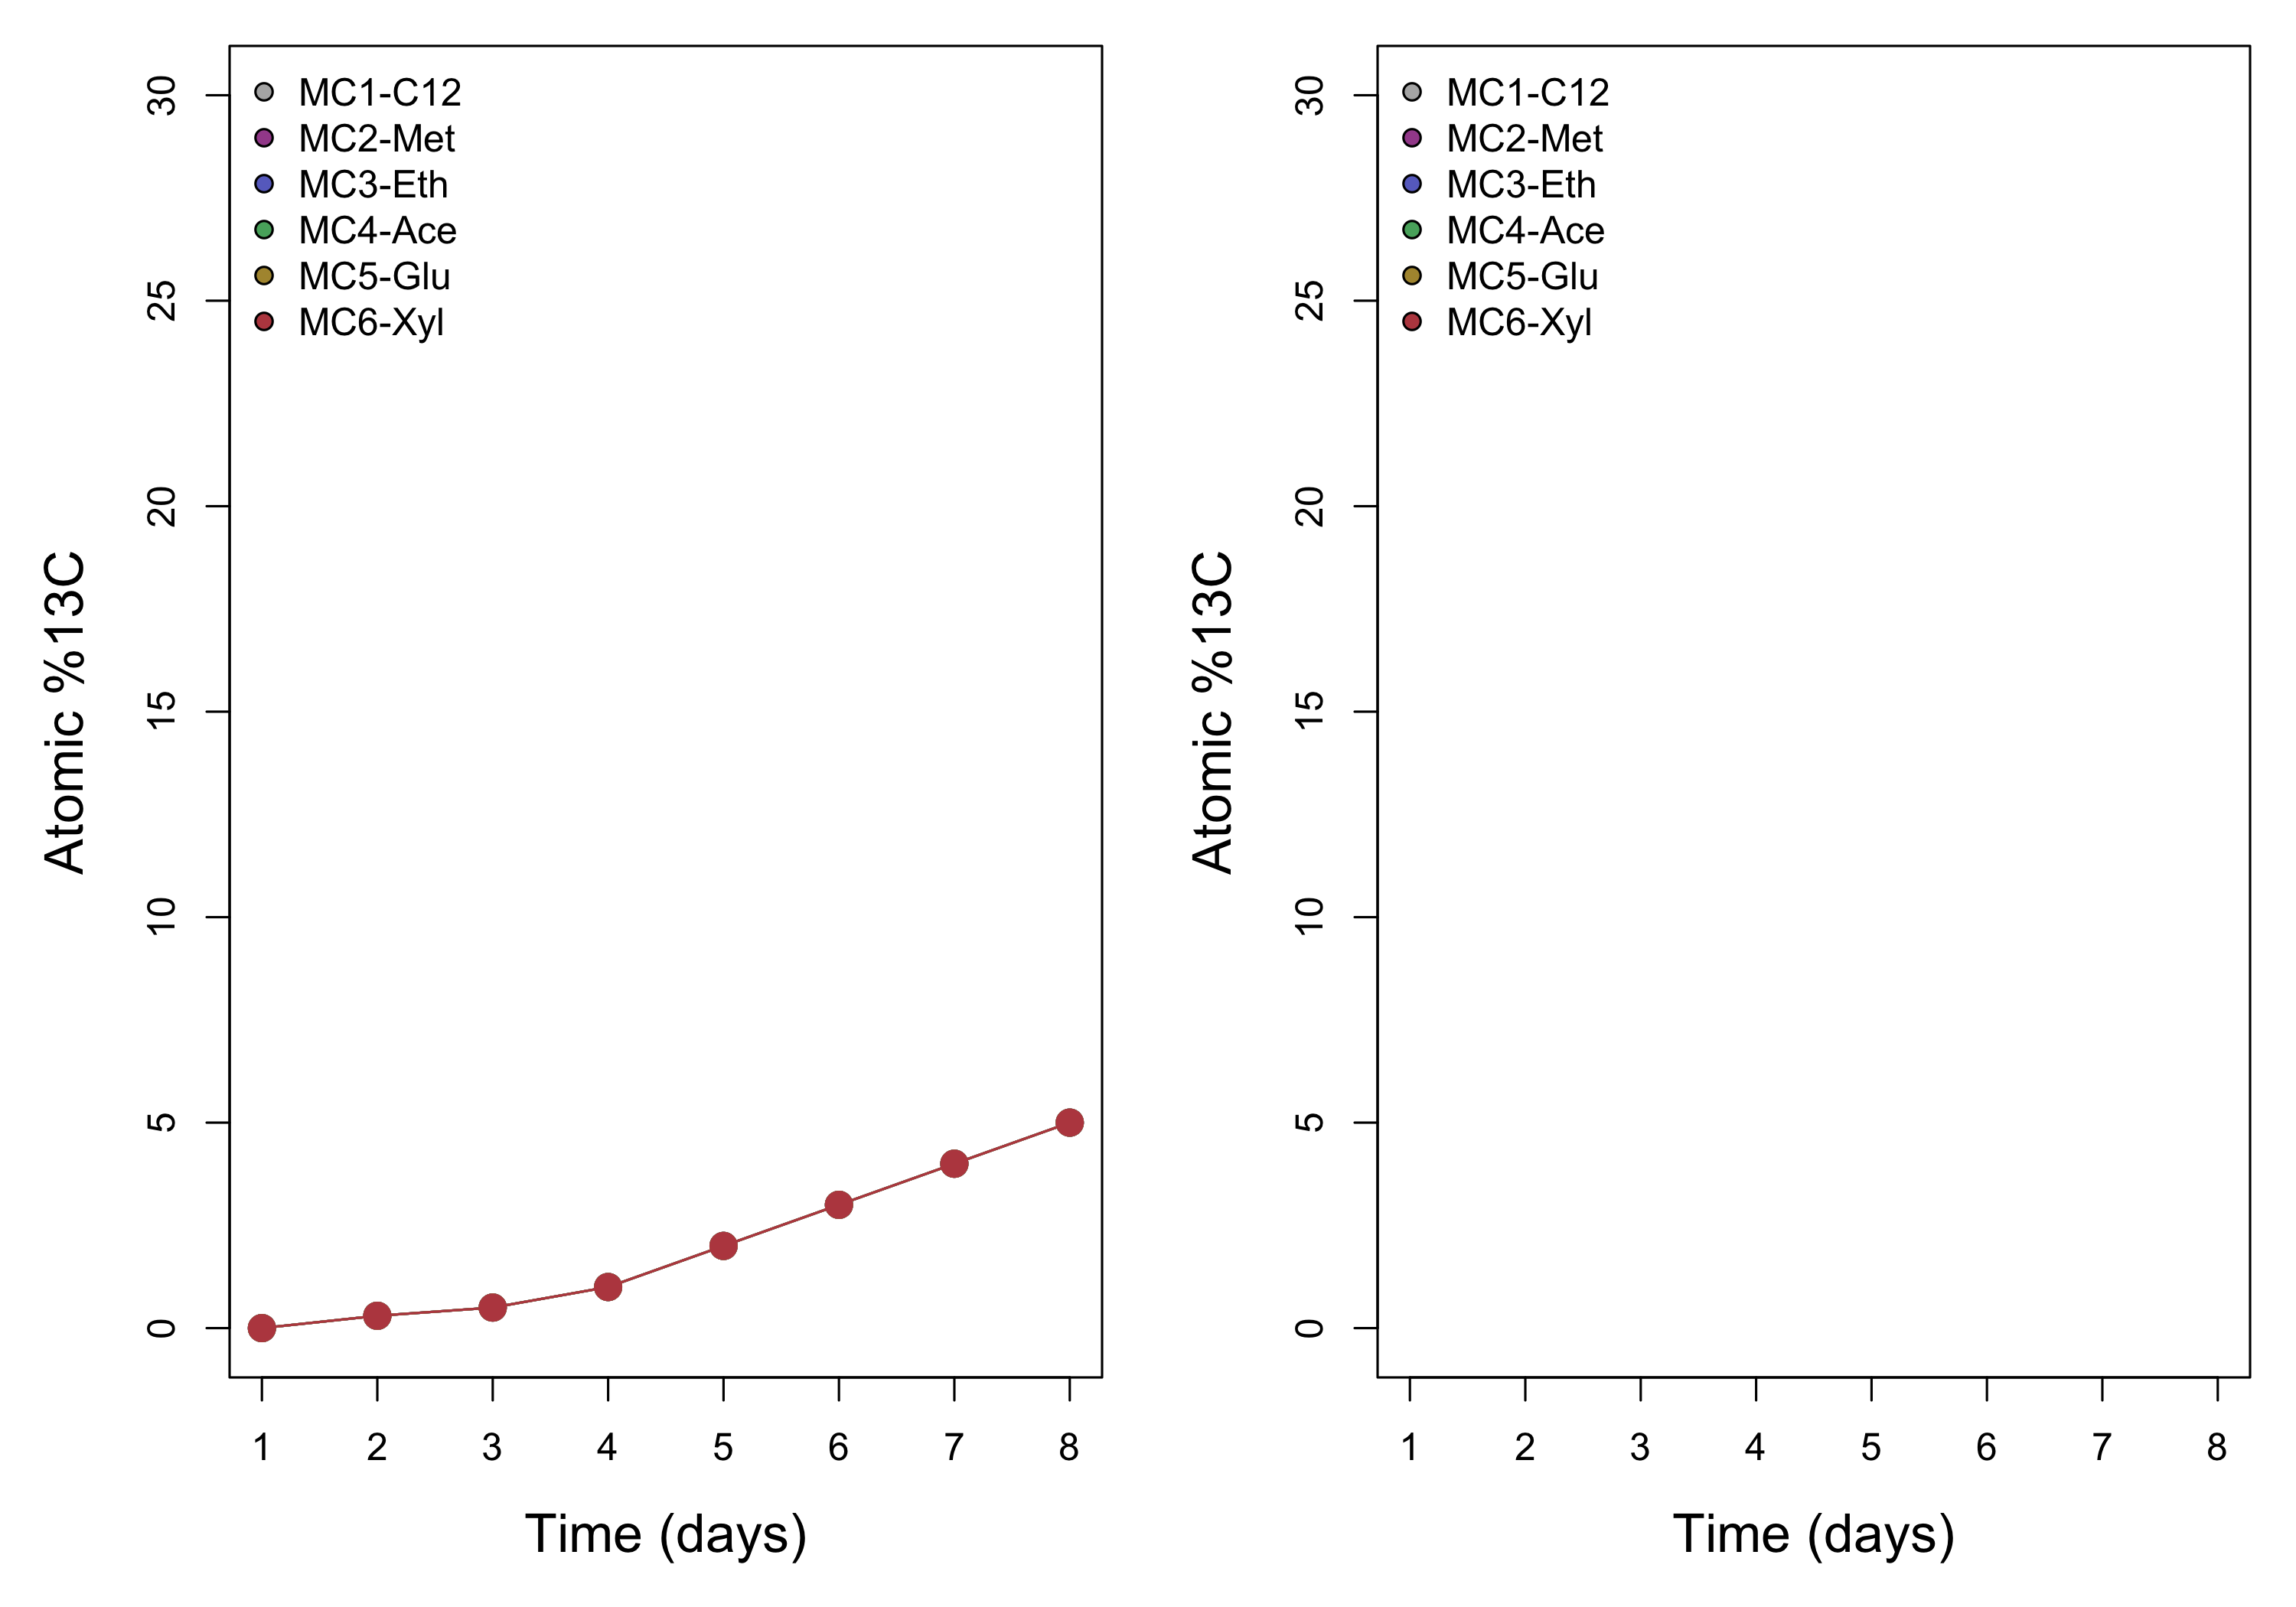 MC1-C12
MC2-Met
MC3-Eth
MC4-Ace
MC5-Glu
MC6-Xyl
30
25
20
15
10
5
0
Atomic %13C
1 2 3 4 5 6 7 8
Time (days)
MC1-C12
MC2-Met
MC3-Eth
MC4-Ace
MC5-Glu
MC6-Xyl
30
25
20
15
10
5
0
Atomic %13C
1 2 3 4 5 6 7 8
Time (days)